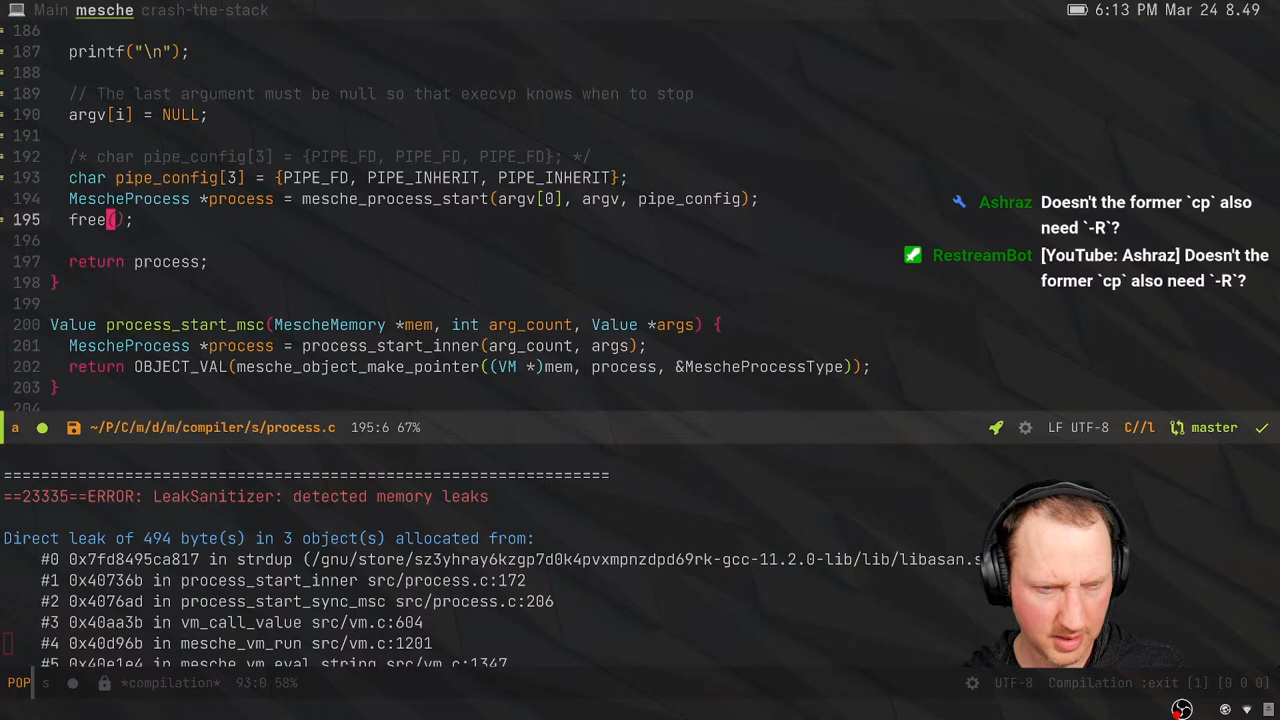 Main mesche crash-the-stack 6:13 PM Mar 24 8.49
186
187 printf("\n");
188
189 // The last argument must be null so that execvp knows when to stop
190 argv[i] = NULL;
191
192 /* char pipe_config[3] = {PIPE_FD, PIPE_FD, PIPE_FD}; */
193 char pipe_config[3] = {PIPE_FD, PIPE_INHERIT, PIPE_INHERIT};
194 MescheProcess *process = mesche_process_start(argv[0], argv, pipe_config);
195 free();
196
197 return process;
198 }
199
200 Value process_start_msc(MescheMemory *mem, int arg_count, Value *args) {
201 MescheProcess *process = process_start_inner(arg_count, args);
202 return OBJECT_VAL(mesche_object_make_pointer((VM *)mem, process, &MescheProcessType));
203 }
204
Ashraz Doesn't the former `cp` also
need `-R`?
RestreamBot [YouTube: Ashraz] Doesn't the
former `cp` also need `-R`?
a ~/P/C/m/d/m/compiler/s/process.c 195:6 67% LF UTF-8 C//l master
=================================================================
==23335==ERROR: LeakSanitizer: detected memory leaks
Direct leak of 494 byte(s) in 3 object(s) allocated from:
#0 0x7fd8495ca817 in strdup (/gnu/store/sz3yhray6kzgp7d0k4pvxmpnzdpd69rk-gcc-11.2.0-lib/lib/libasan.s
#1 0x40736b in process_start_inner src/process.c:172
#2 0x4076ad in process_start_sync_msc src/process.c:206
#3 0x40aa3b in vm_call_value src/vm.c:604
#4 0x40d96b in mesche_vm_run src/vm.c:1201
#5 0x40e1e4 in mesche_vm_eval_string src/vm.c:1347
POP s *compilation* 93:0 58% UTF-8 Compilation :exit [1] [0 0 0]